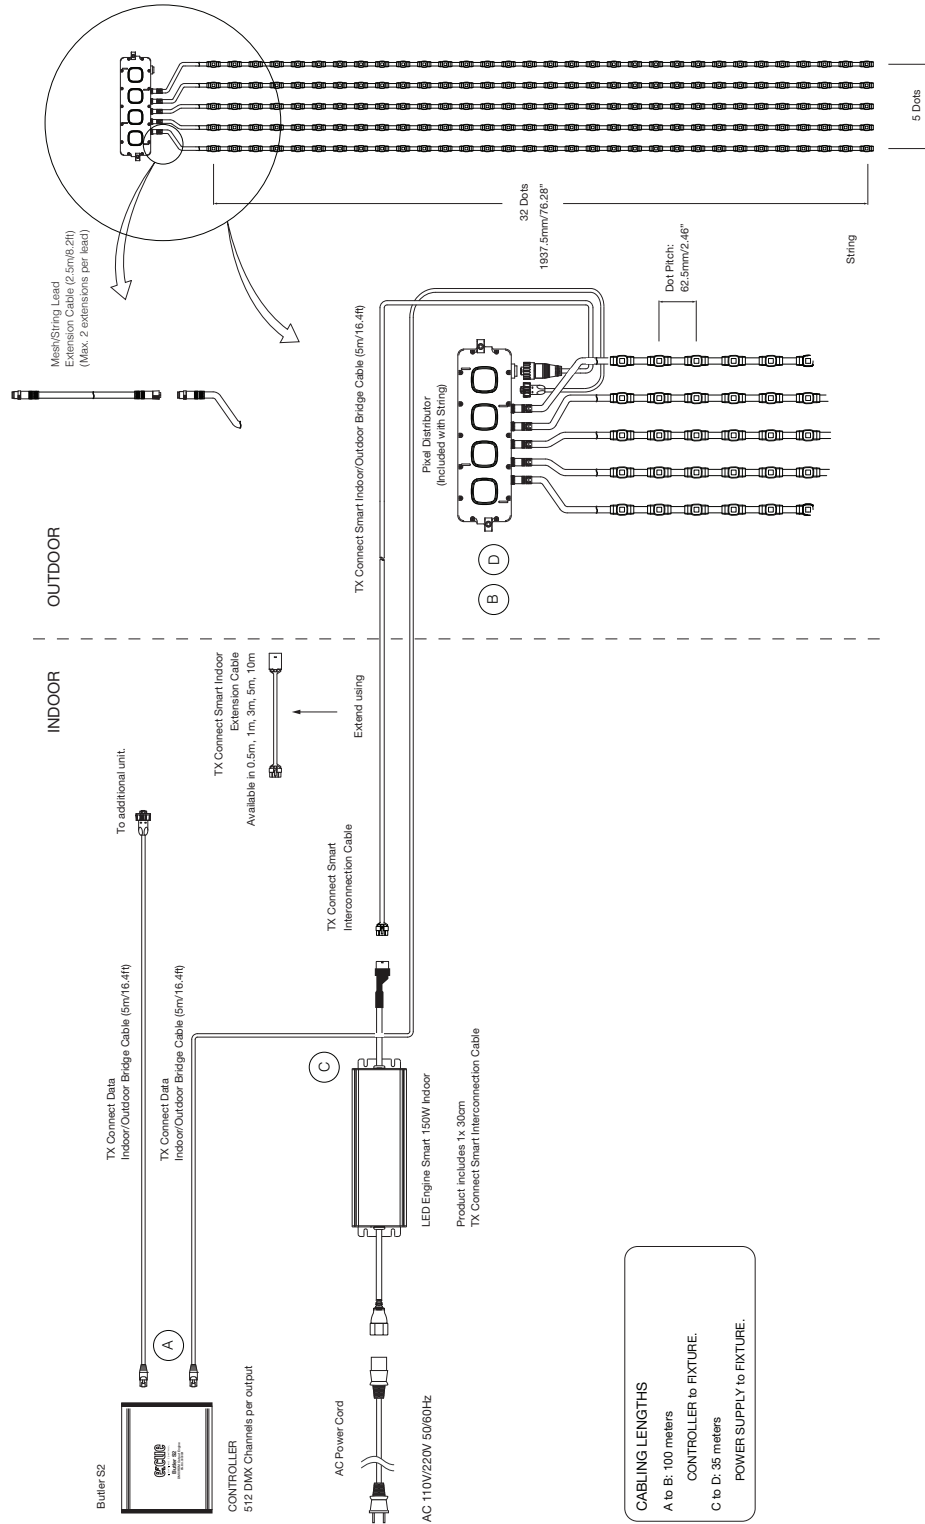 OUTDOOR
INDOOR
Mesh/String Lead
Extension Cable (2.5m/8.2ft)
(Max. 2 extensions per lead)
5 Dots
32 Dots
1937.5mm/76.28"
String
Dot Pitch:
62.5mm/2.46"
TX Connect Smart Indoor/Outdoor Bridge Cable (5m/16.4ft)
Pixel Distributor
(Included with String)
B
D
To additional unit.
TX Connect Smart Indoor
Extension Cable
Available in 0.5m, 1m, 3m, 5m, 10m
Extend using
TX Connect Smart
Interconnection Cable
TX Connect Data
Indoor/Outdoor Bridge Cable (5m/16.4ft)
TX Connect Data
Indoor/Outdoor Bridge Cable (5m/16.4ft)
C
LED Engine Smart 150W Indoor
Product includes 1x 30cm
TX Connect Smart Interconnection Cable
A
Butler S2
e:cue
Butler S2
CONTROLLER
512 DMX Channels per output
AC Power Cord
AC 110V/220V 50/60Hz
CABLING LENGTHS
A to B: 100 meters
CONTROLLER to FIXTURE.
C to D: 35 meters
POWER SUPPLY to FIXTURE.